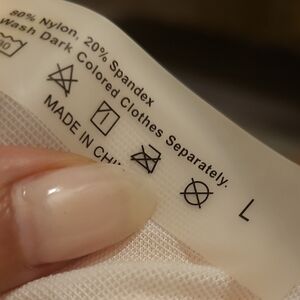 80% Nylon, 20% Spandex
Wash Dark Colored Clothes Separately.
MADE IN
L